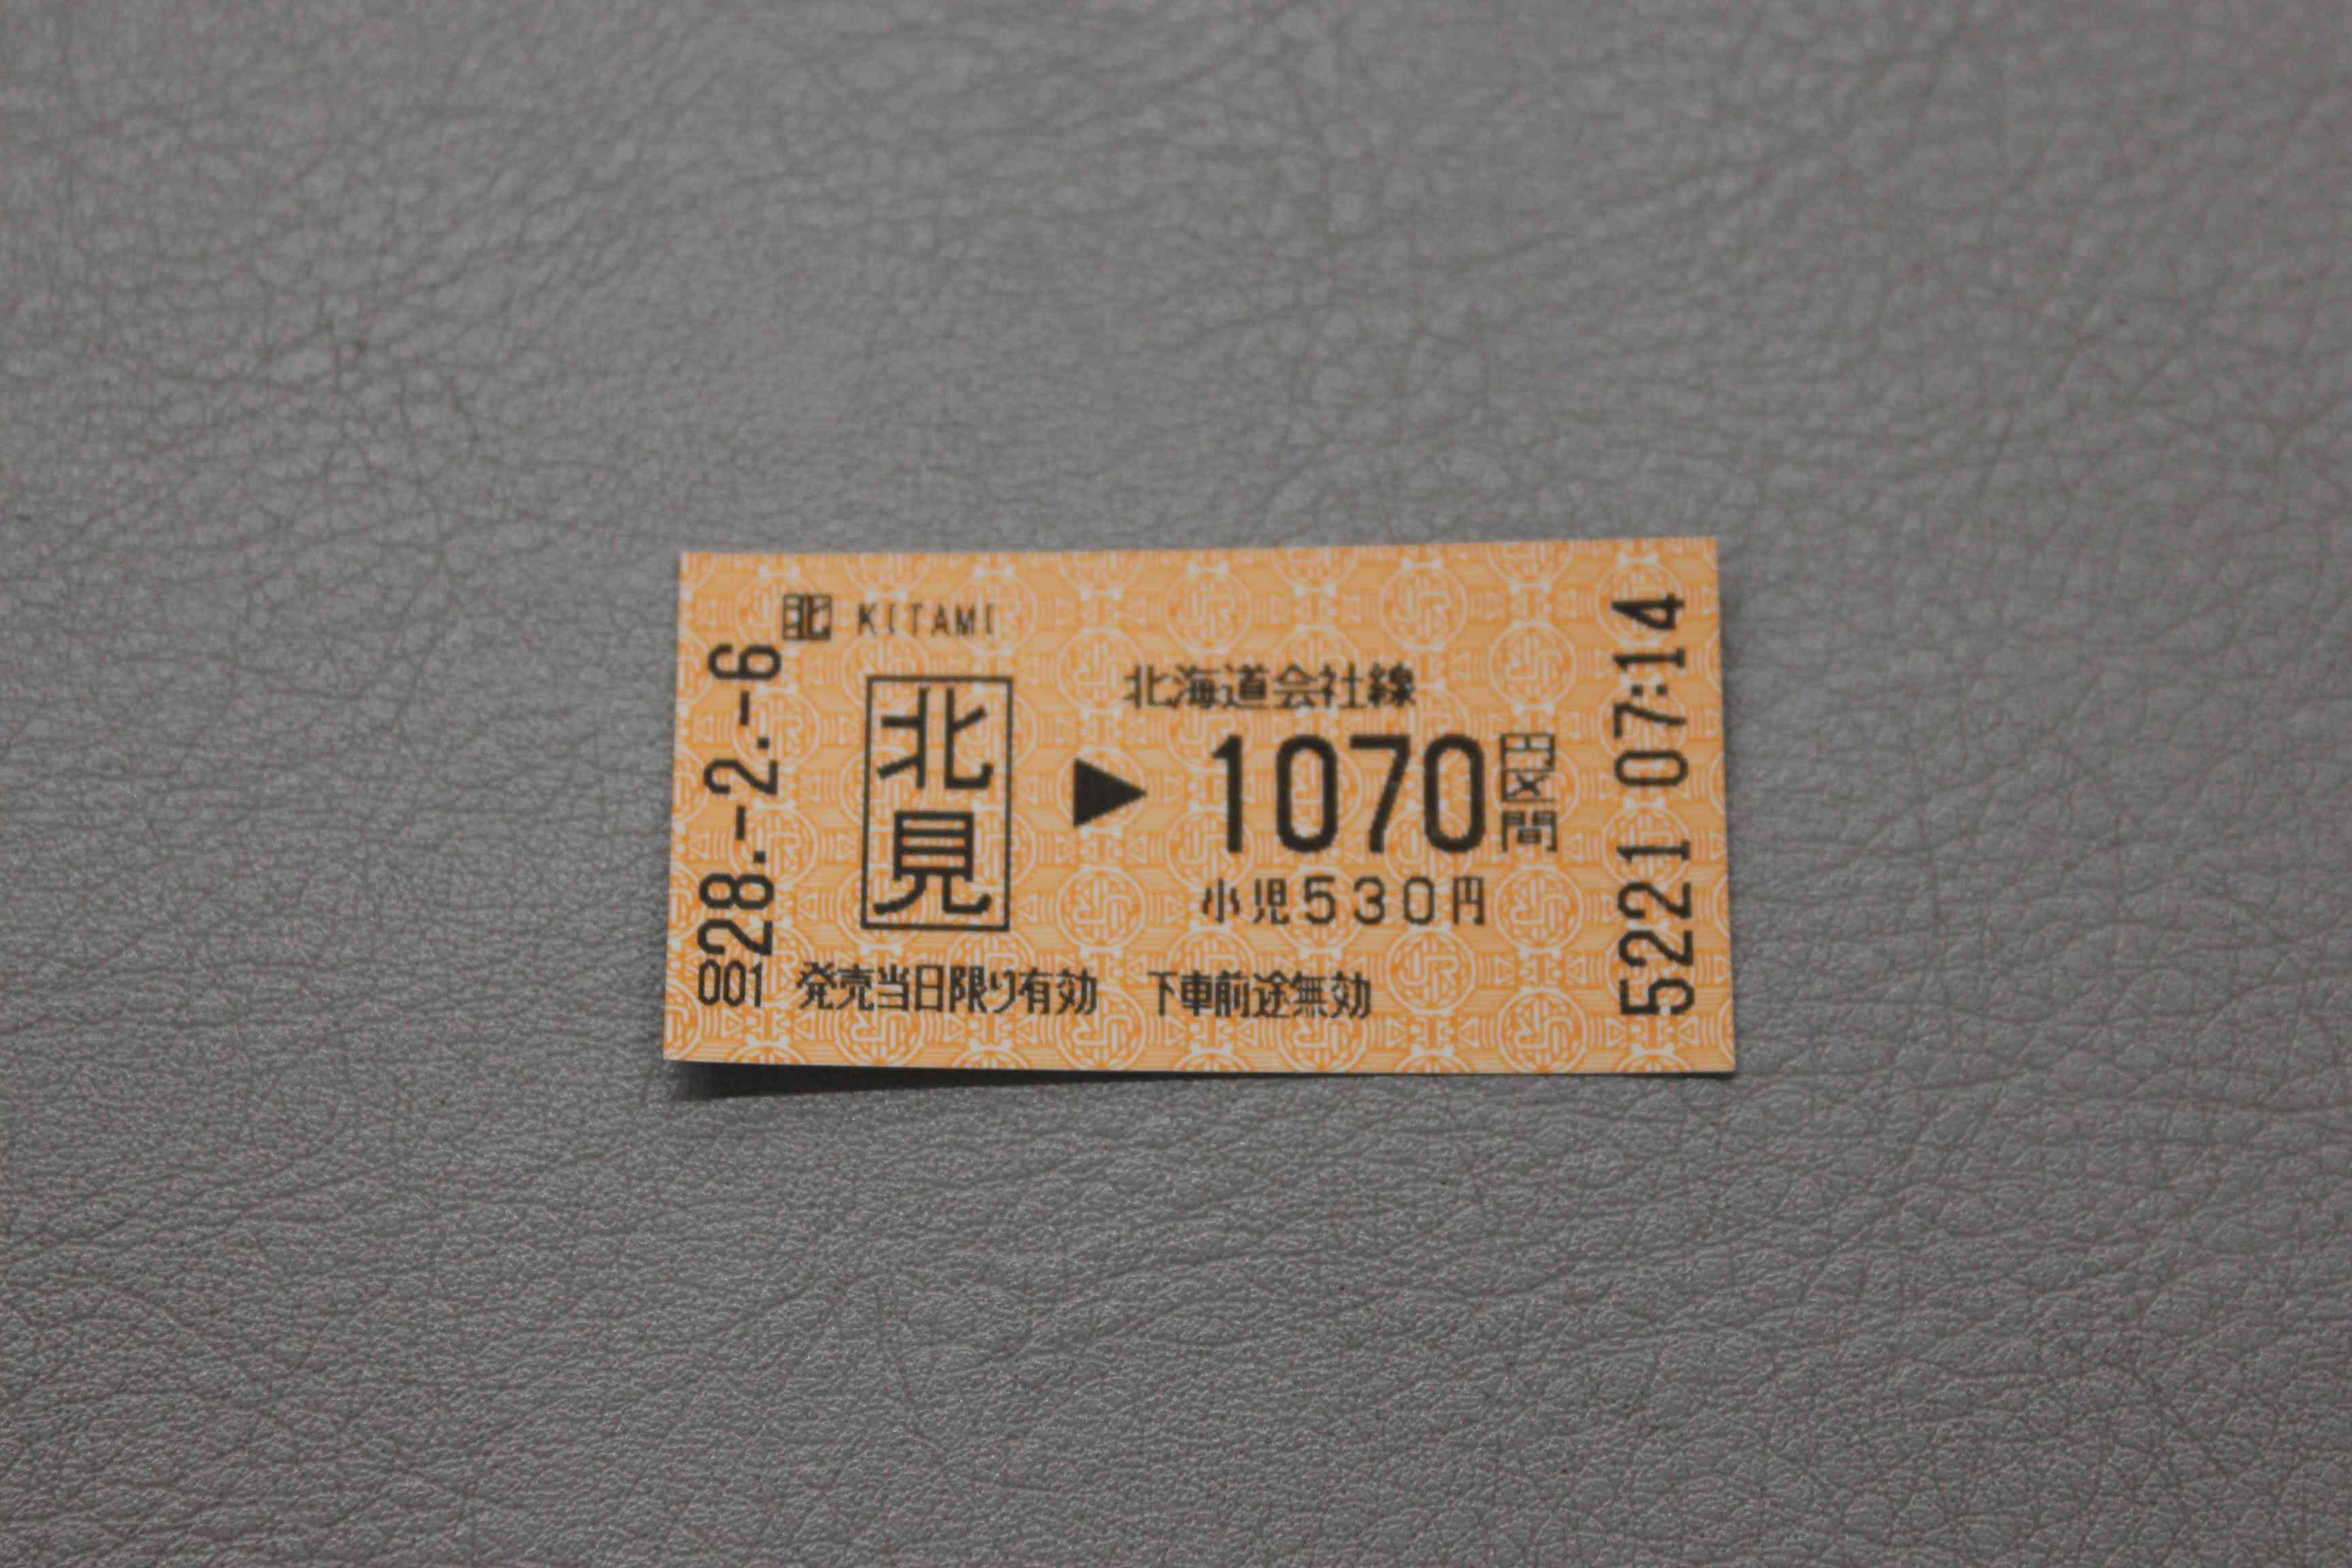 北 KITAMI
28.-2.-6
北見
▶
北海道会社線
1070円区間
小児530円
001 発売当日限り有効 下車前途無効
5221 07:14